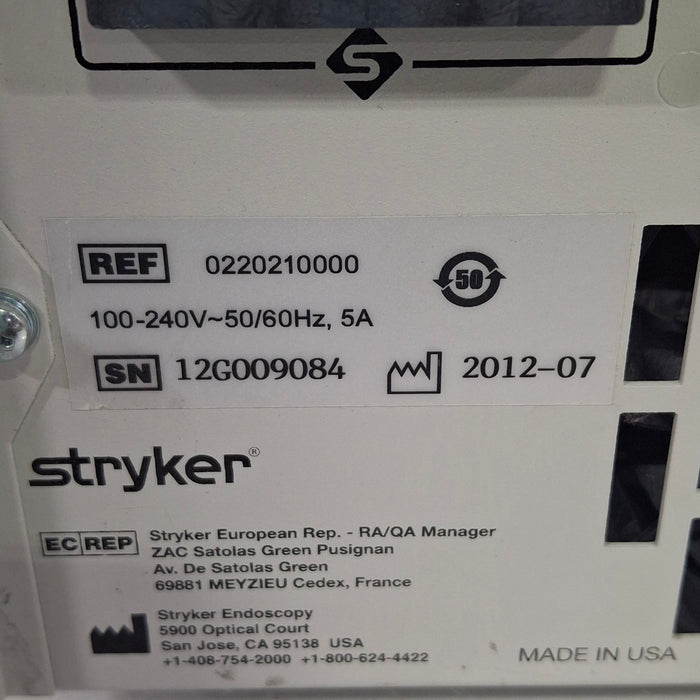 S
REF 0220210000 50
100-240V~50/60Hz, 5A
SN 12G009084 2012-07
stryker®
EC REP Stryker European Rep. - RA/QA Manager
ZAC Satolas Green Pusignan
Av. De Satolas Green
69881 MEYZIEU Cedex, France
Stryker Endoscopy
5900 Optical Court
San Jose, CA 95138 USA
+1-408-754-2000 +1-800-624-4422
MADE IN USA